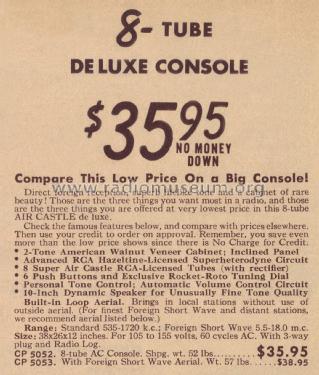 8- TUBE
DE LUXE CONSOLE
$35.95
NO MONEY
DOWN
Compare This Low Price On a Big Console!
Direct foreign reception, superb lifelike tone and a cabinet of rare
beauty! Those are the three things you want most in a radio, and those
are the three things you are offered at very lowest price in this 8-tube
AIR CASTLE de luxe.
Check the famous features below, and compare with prices elsewhere.
Then use your credit to order on approval. Remember, you save even
more than the low price shows since there is No Charge for Credit.
• 2-Tone American Walnut Veneer Cabinet; Inclined Panel
• Advanced RCA Hazeltine-Licensed Superheterodyne Circuit
• 8 Super Air Castle RCA-Licensed Tubes (with rectifier)
• 6 Push Buttons and Exclusive Rocket-Roto Tuning Dial
• Personal Tone Control; Automatic Volume Control Circuit
• 10-Inch Dynamic Speaker for Unusually Fine Tone Quality
Built-in Loop Aerial. Brings in local stations without use of
outside aerial. (For finest Foreign Short Wave and distant stations,
we recommend aerial listed below.)
Range: Standard 535-1720 k.c.; Foreign Short Wave 5.5-18.0 m.c.
Size; 38x26x12 inches. For 105 to 155 volts, 60 cycles AC. With 3-way
plug and Radio Log.
CP 5052. 8-tube AC Console. Shpg. wt. 52 lbs........$35.95
CP 5053. With Foreign Short Wave Aerial. Wt. 57 lbs......$38.95
www.radiomuseum.org